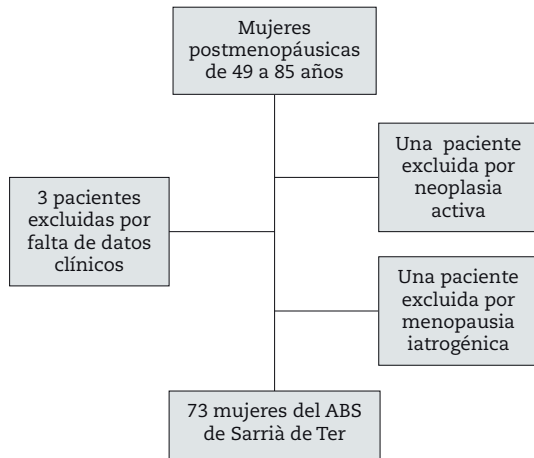 Mujeres
postmenopáusicas
de 49 a 85 años
Una paciente
excluida por
neoplasia
activa
3 pacientes
excluidas por
falta de datos
clínicos
Una paciente
excluida por
menopausia
iatrogénica
73 mujeres del ABS
de Sarrià de Ter